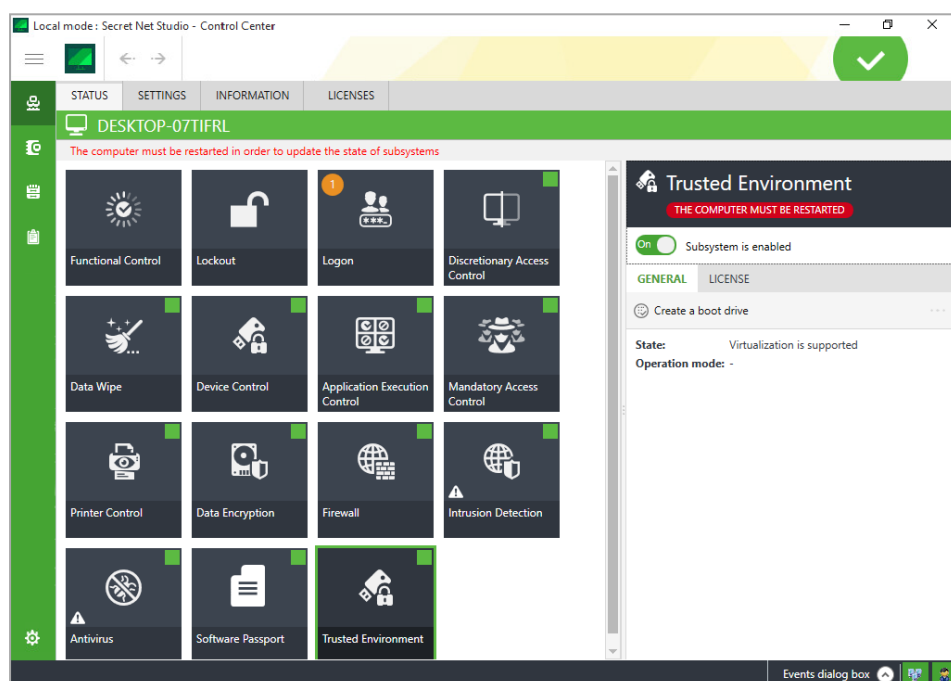 Local mode : Secret Net Studio - Control Center
STATUS SETTINGS INFORMATION LICENSES
DESKTOP-07TIFRL
The computer must be restarted in order to update the state of subsystems
Functional Control
Lockout
1
***_
Logon
Discretionary Access
Control
Data Wipe
Device Control
Application Execution
Control
Mandatory Access
Control
Printer Control
Data Encryption
Firewall
Intrusion Detection
Antivirus
Software Passport
Trusted Environment
Trusted Environment
THE COMPUTER MUST BE RESTARTED
On Subsystem is enabled
GENERAL LICENSE
Create a boot drive
State: Virtualization is supported
Operation mode: -
Events dialog box